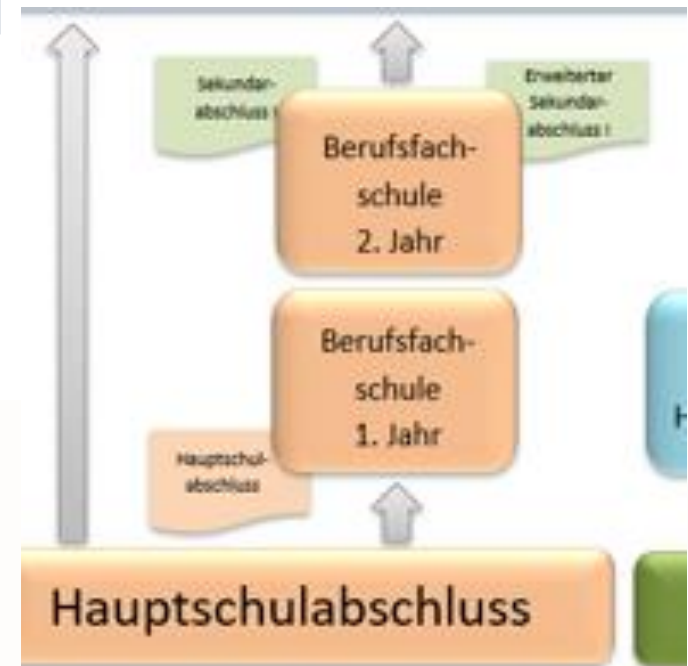 Sekundar-
abschluss
Erweiterter
Sekundar-
abschluss I
Berufsfach-
schule
2. Jahr
Berufsfach-
schule
1. Jahr
Hauptschul-
abschluss
H
Hauptschulabschluss